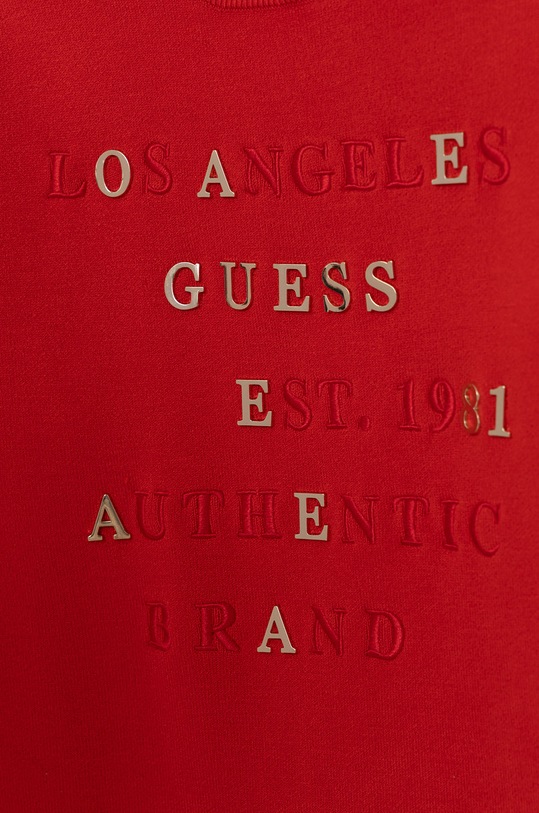 LOS ANGELES
GUESS
EST. 1981
AUTHENTIC
BRAND